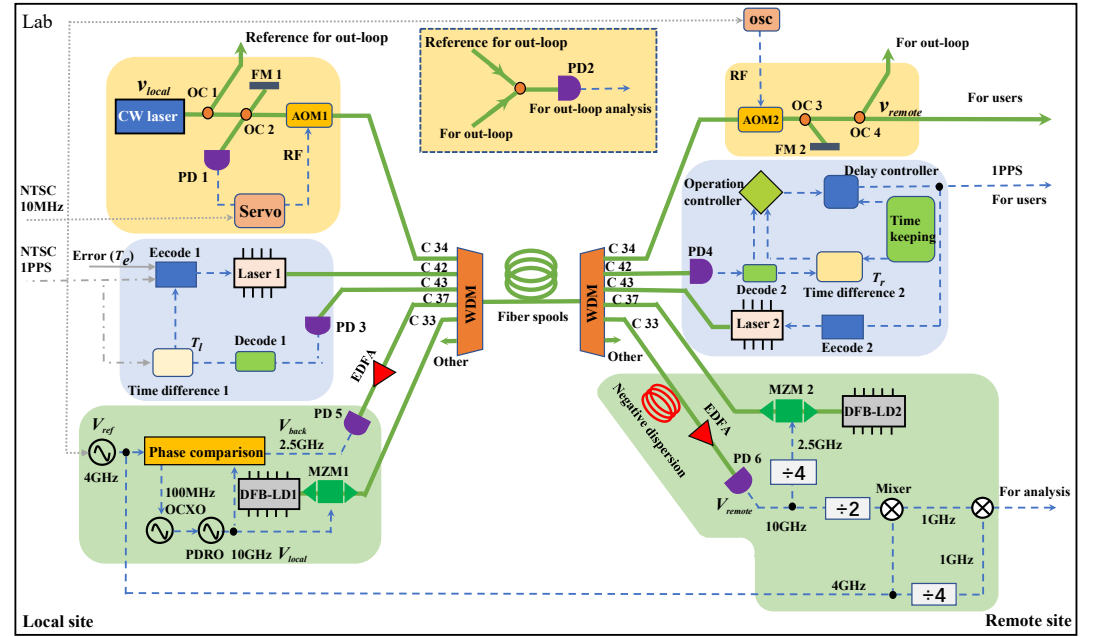 Lab
osc
Reference for out-loop
FM 1
ν_local
OC 1
CW laser
OC 2
AOM1
PD 1
RF
Servo
NTSC
10MHz
Reference for out-loop
PD2
For out-loop analysis
For out-loop
RF
For out-loop
AOM2
OC 3
ν_remote
OC 4
FM 2
For users
NTSC
1PPS
Error (T_e)
Eecode 1
Laser 1
PD 3
T_l
Decode 1
Time difference 1
C 34
C 42
C 43
C 37
C 33
WDM
Other
EDFA
Fiber spools
WDM
C 34
C 42
C 43
C 37
C 33
Other
Operation
controller
Delay controller
1PPS
For users
Time
keeping
PD4
Decode 2
T_r
Time difference 2
Laser 2
Eecode 2
V_ref
4GHz
Phase comparison
V_back
2.5GHz
PD 5
100MHz
OCXO
PDRO
10GHz
V_local
DFB-LD1
MZM1
Negative dispersion
EDFA
PD 6
V_remote
MZM 2
DFB-LD2
2.5GHz
÷4
10GHz
÷2
Mixer
1GHz
For analysis
1GHz
4GHz
÷4
Local site
Remote site